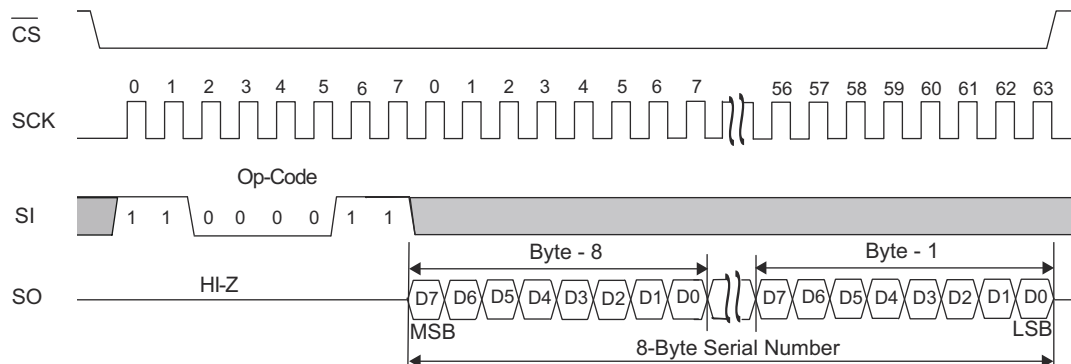 CS
0 1 2 3 4 5 6 7 0 1 2 3 4 5 6 7 56 57 58 59 60 61 62 63
SCK
Op-Code
SI 1 1 0 0 0 0 1 1
Byte - 8 Byte - 1
SO HI-Z D7 D6 D5 D4 D3 D2 D1 D0 D7 D6 D5 D4 D3 D2 D1 D0
MSB LSB
8-Byte Serial Number